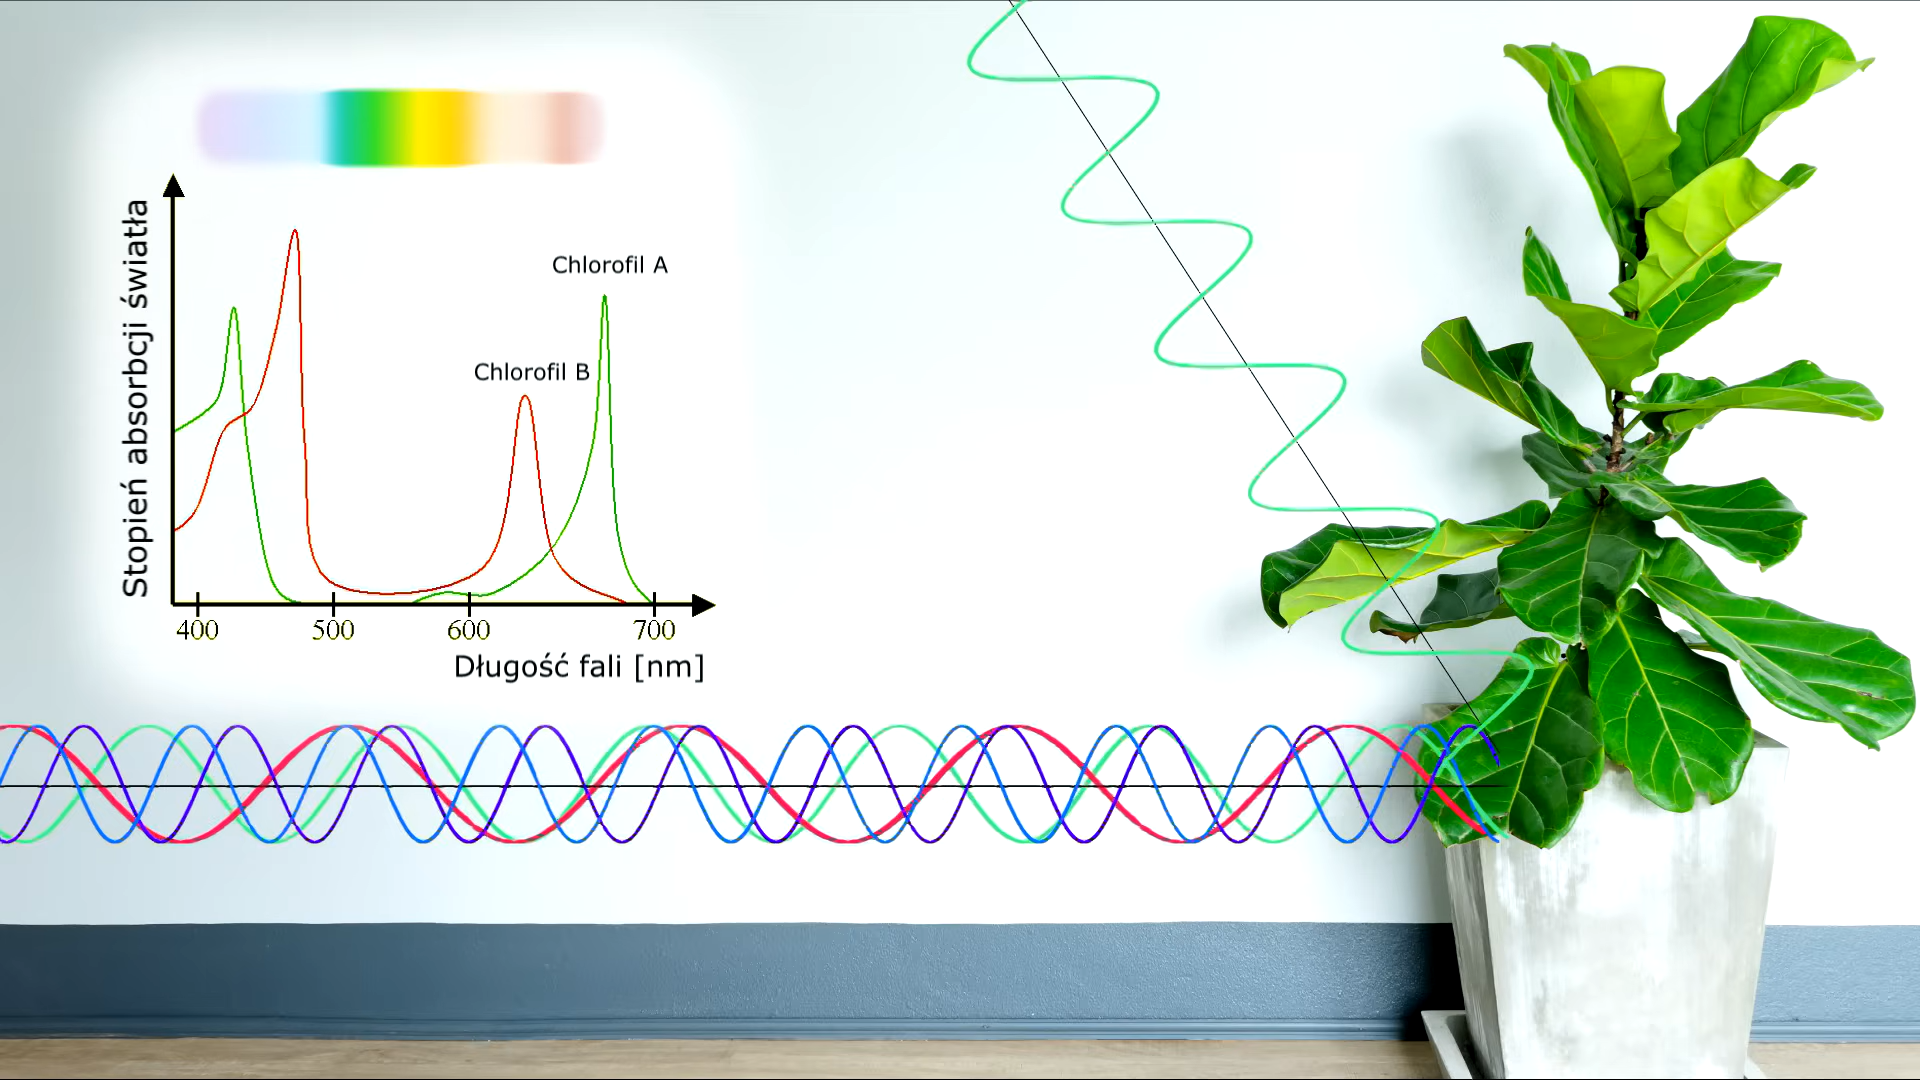 Stopień absorbcji światła
Chlorofil A
Chlorofil B
400 500 600 700
Długość fali [nm]